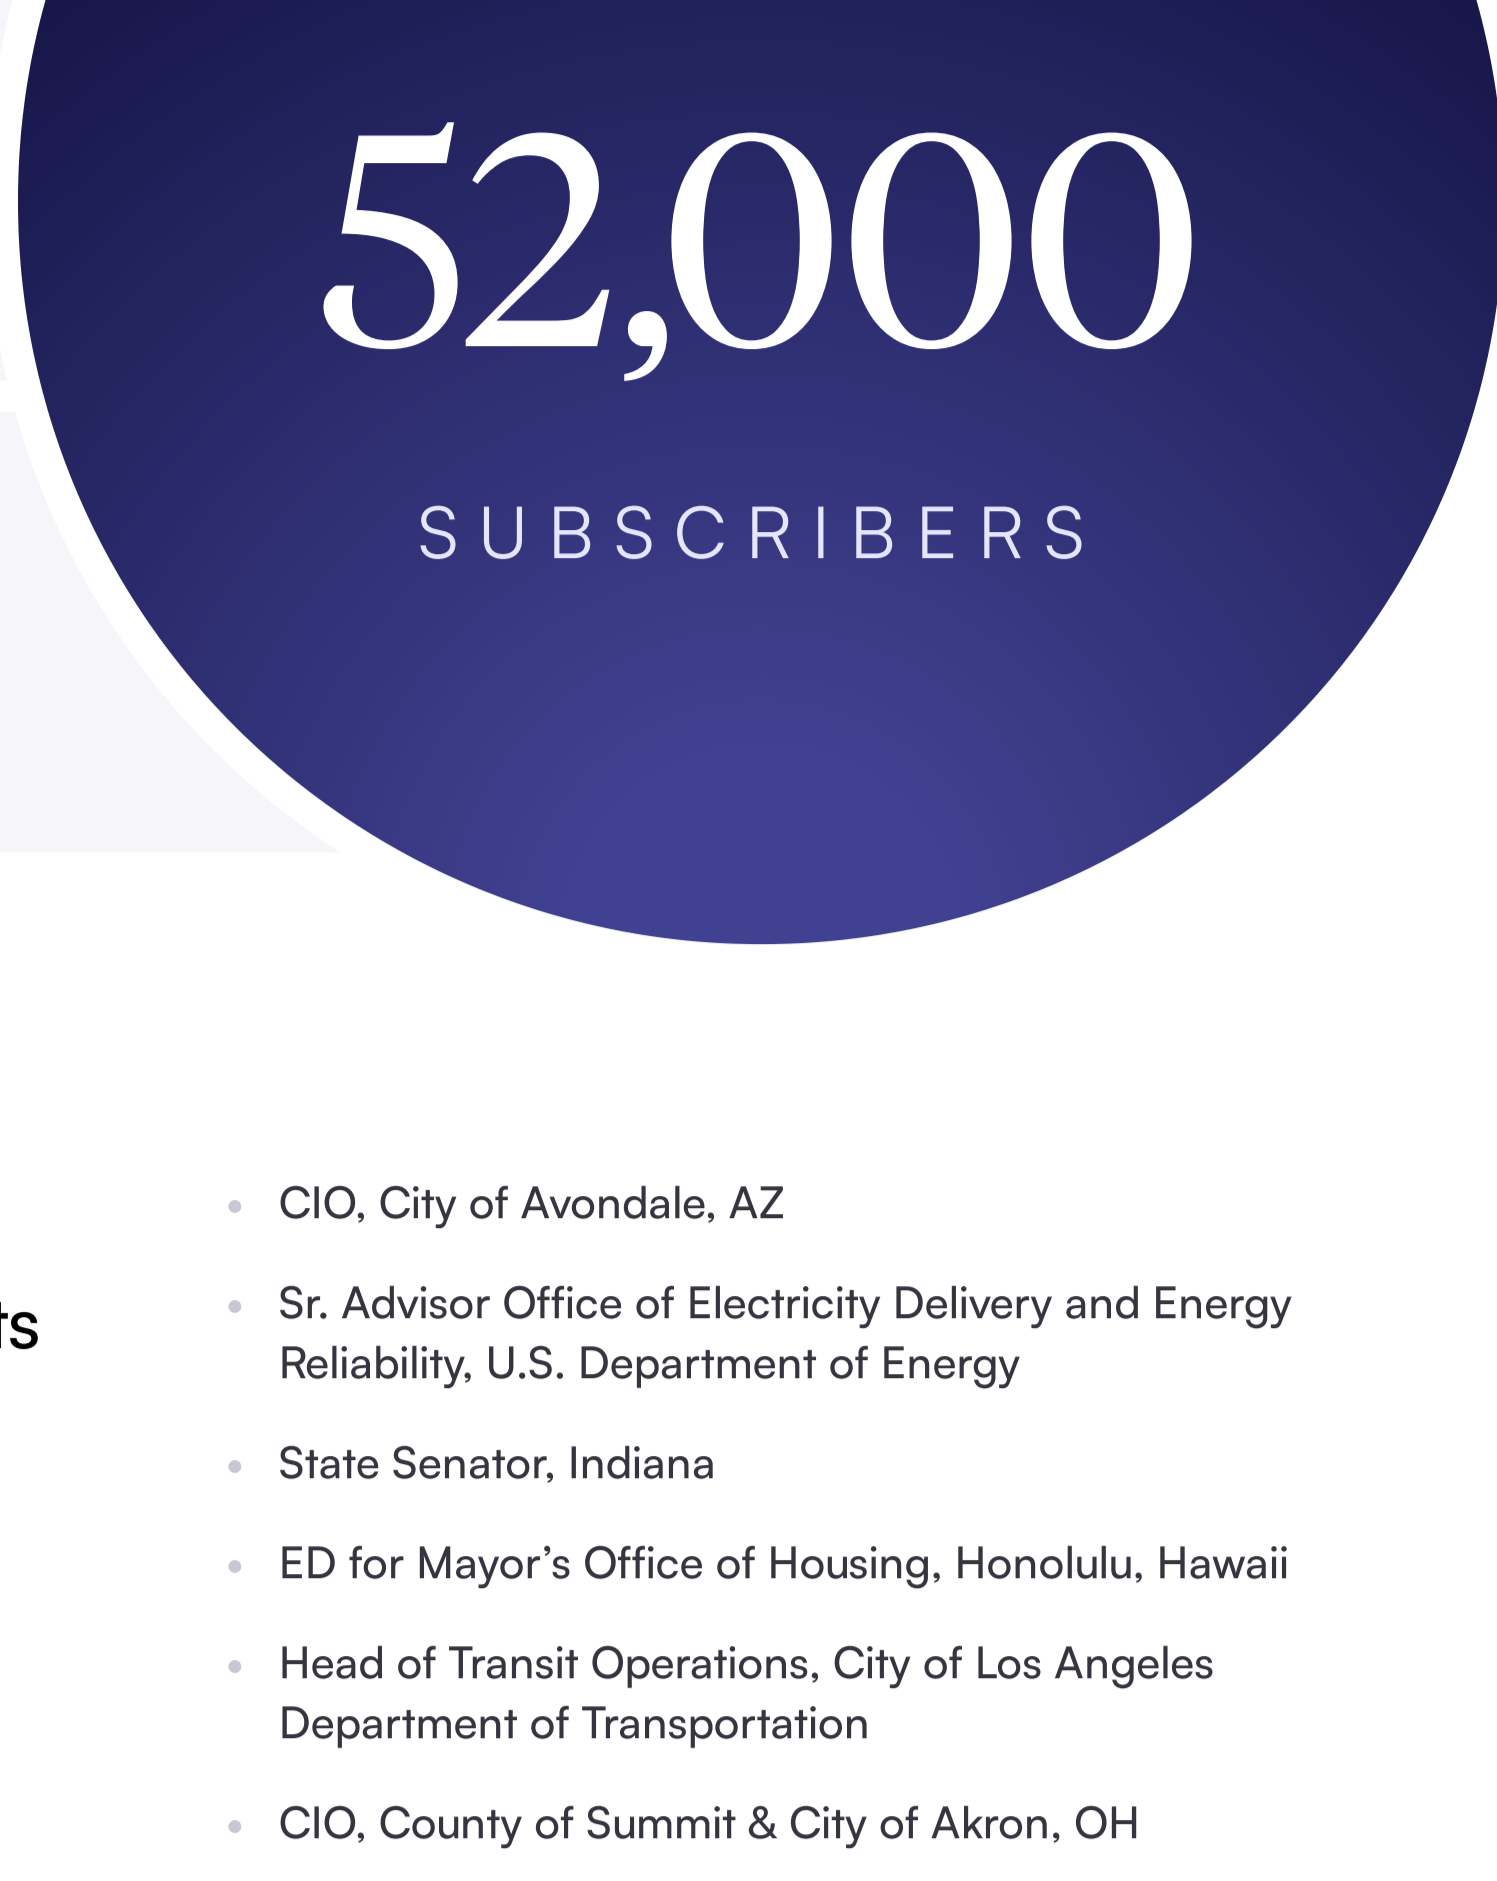 52,000
SUBSCRIBERS
CIO, City of Avondale, AZ
Sr. Advisor Office of Electricity Delivery and Energy
Reliability, U.S. Department of Energy
ts
State Senator, Indiana
ED for Mayor’s Office of Housing, Honolulu, Hawaii
Head of Transit Operations, City of Los Angeles
Department of Transportation
CIO, County of Summit & City of Akron, OH